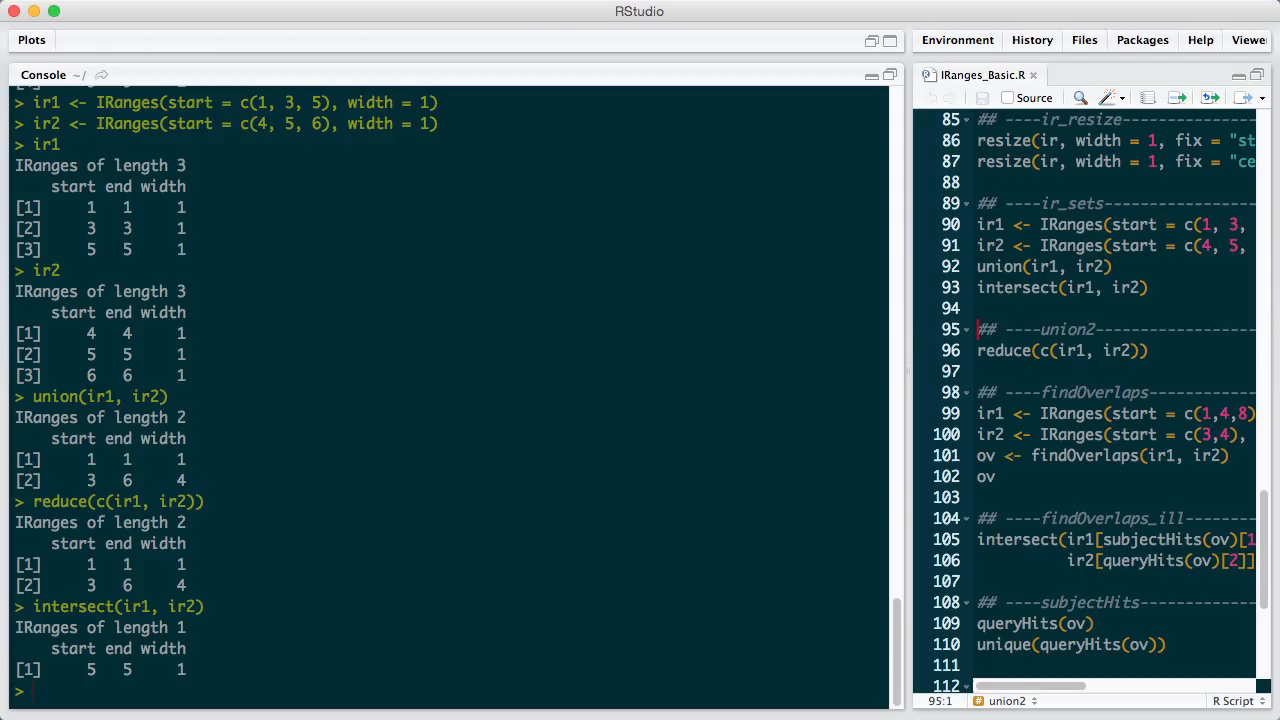 RStudio
Plots
Console ~/
> ir1 <- IRanges(start = c(1, 3, 5), width = 1)
> ir2 <- IRanges(start = c(4, 5, 6), width = 1)
> ir1
IRanges of length 3
start end width
[1] 1 1 1
[2] 3 3 1
[3] 5 5 1
> ir2
IRanges of length 3
start end width
[1] 4 4 1
[2] 5 5 1
[3] 6 6 1
> union(ir1, ir2)
IRanges of length 2
start end width
[1] 1 1 1
[2] 3 6 4
> reduce(c(ir1, ir2))
IRanges of length 2
start end width
[1] 1 1 1
[2] 3 6 4
> intersect(ir1, ir2)
IRanges of length 1
start end width
[1] 5 5 1
>
Environment History Files Packages Help Viewe
IRanges_Basic.R
Source
85 ## ----ir_resize---------------
86 resize(ir, width = 1, fix = "st
87 resize(ir, width = 1, fix = "ce
88
89 ## ----ir_sets-----------------
90 ir1 <- IRanges(start = c(1, 3,
91 ir2 <- IRanges(start = c(4, 5,
92 union(ir1, ir2)
93 intersect(ir1, ir2)
94
95 ## ----union2------------------
96 reduce(c(ir1, ir2))
97
98 ## ----findOverlaps------------
99 ir1 <- IRanges(start = c(1,4,8)
100 ir2 <- IRanges(start = c(3,4),
101 ov <- findOverlaps(ir1, ir2)
102 ov
103
104 ## ----findOverlaps_ill--------
105 intersect(ir1[subjectHits(ov)[1
106 ir2[queryHits(ov)[2]]
107
108 ## ----subjectHits-------------
109 queryHits(ov)
110 unique(queryHits(ov))
111
112
95:1 # union2 R Script